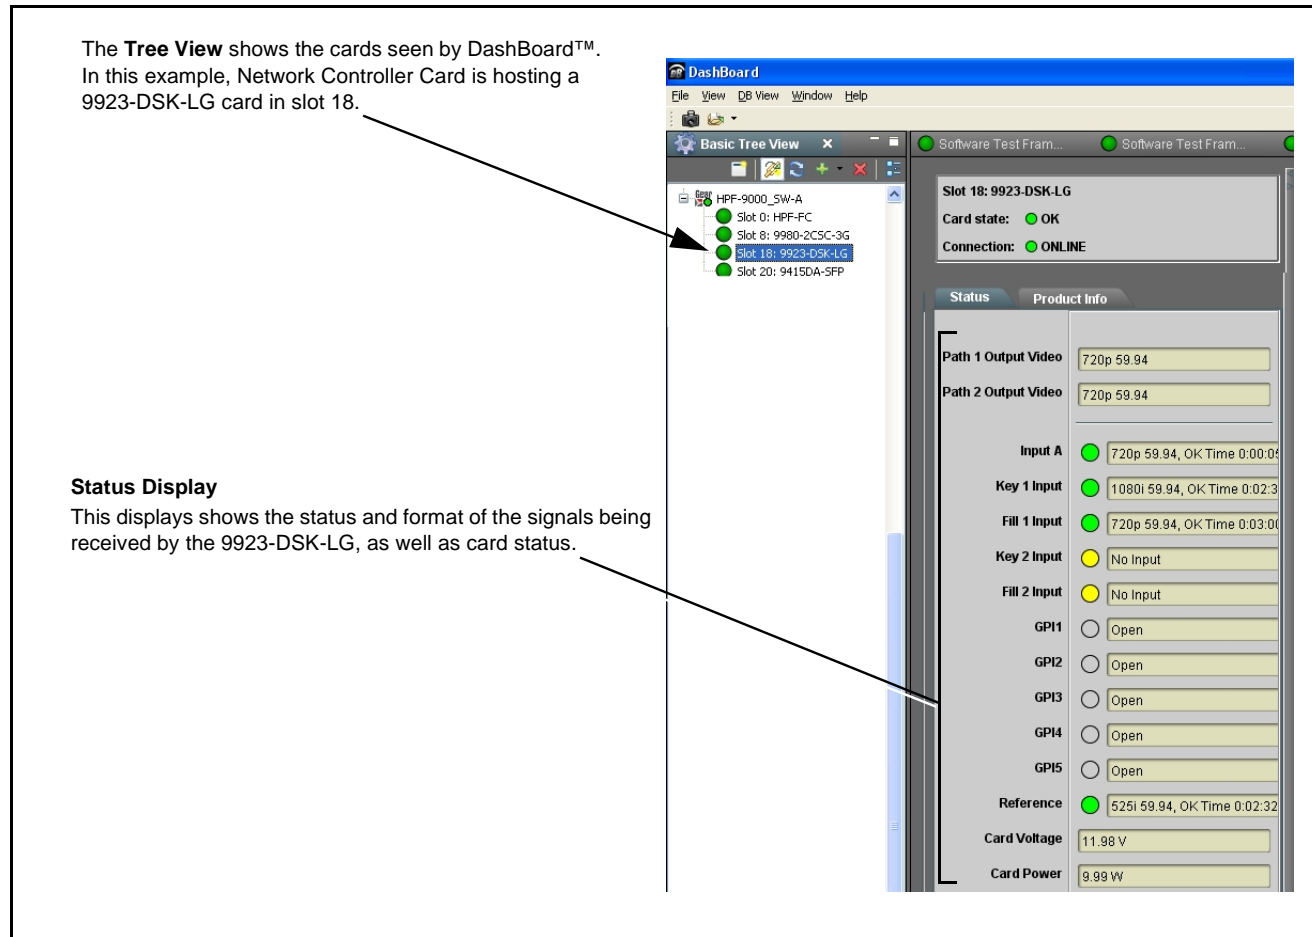 The Tree View shows the cards seen by DashBoard™.
In this example, Network Controller Card is hosting a
9923-DSK-LG card in slot 18.
DashBoard
File View DB View Window Help
Basic Tree View
HPF-9000_SW-A
Slot 0: HPF-FC
Slot 8: 9980-2CSC-3G
Slot 18: 9923-DSK-LG
Slot 20: 9415DA-SFP
Software Test Fram... Software Test Fram...
Slot 18: 9923-DSK-LG
Card state: OK
Connection: ONLINE
Status Product Info
Path 1 Output Video 720p 59.94
Path 2 Output Video 720p 59.94
Input A 720p 59.94, OK Time 0:00:05
Key 1 Input 1080i 59.94, OK Time 0:02:3
Fill 1 Input 720p 59.94, OK Time 0:03:00
Key 2 Input No Input
Fill 2 Input No Input
GPI1 Open
GPI2 Open
GPI3 Open
GPI4 Open
GPI5 Open
Reference 525i 59.94, OK Time 0:02:32
Card Voltage 11.98 V
Card Power 9.99 W
Status Display
This displays shows the status and format of the signals being
received by the 9923-DSK-LG, as well as card status.